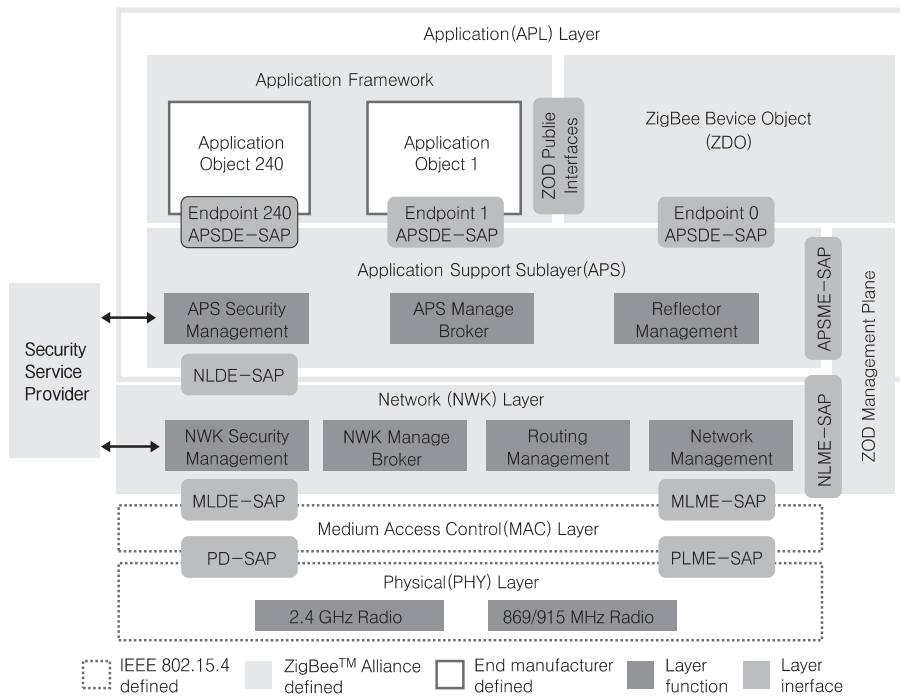 Application(APL) Layer
Application Framework
Application
Object 240
Application
Object 1
ZOD Publie
Interfaces
ZigBee Bevice Object
(ZDO)
Endpoint 240
APSDE-SAP
Endpoint 1
APSDE-SAP
Endpoint 0
APSDE-SAP
Application Support Sublayer(APS)
APS Security
Management
APS Manage
Broker
Reflector
Management
APSME-SAP
ZOD Management Plane
Security
Service
Provider
NLDE-SAP
Network (NWK) Layer
NLME-SAP
NWK Security
Management
NWK Manage
Broker
Routing
Management
Network
Management
MLDE-SAP
MLME-SAP
Medium Access Control(MAC) Layer
PD-SAP
PLME-SAP
Physical(PHY) Layer
2.4 GHz Radio
869/915 MHz Radio
IEEE 802.15.4
defined
ZigBee™ Alliance
defined
End manufacturer
defined
Layer
function
Layer
inerface